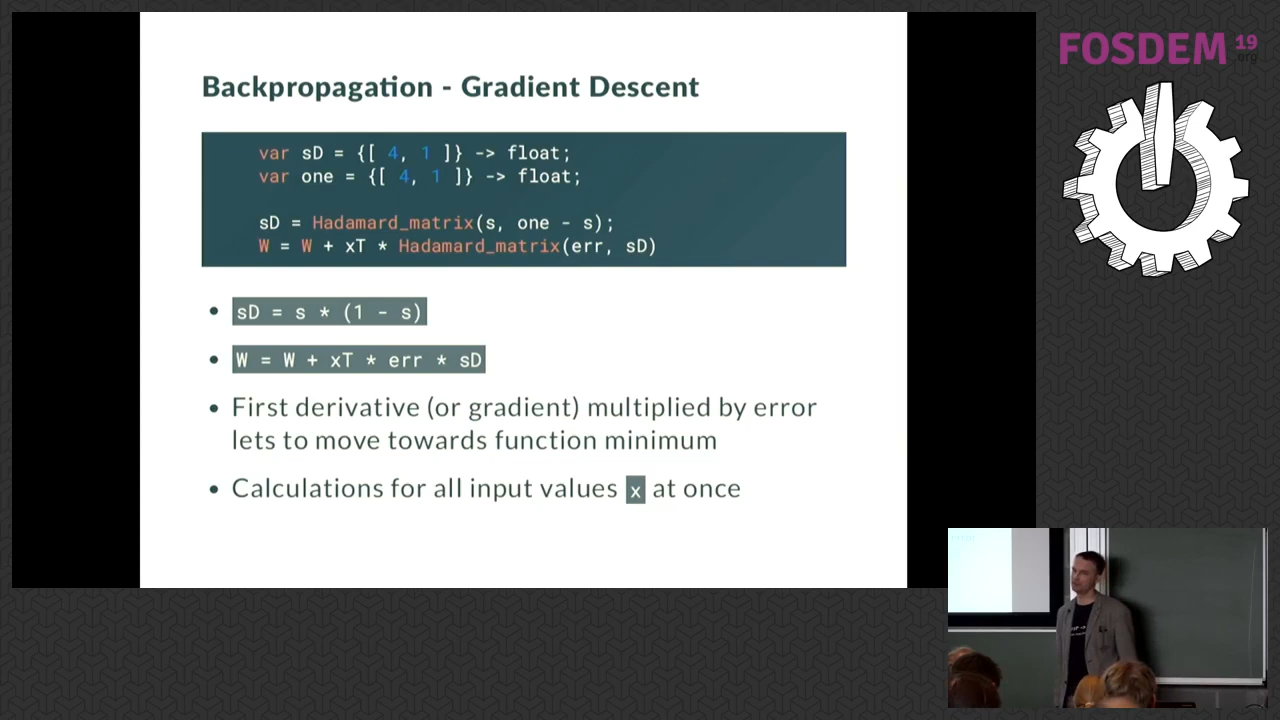 Backpropagation - Gradient Descent
var sD = {[ 4, 1 ]} -> float;
var one = {[ 4, 1 ]} -> float;
sD = Hadamard_matrix(s, one - s);
W = W + xT * Hadamard_matrix(err, sD)
• sD = s * (1 - s)
• W = W + xT * err * sD
• First derivative (or gradient) multiplied by error
lets to move towards function minimum
• Calculations for all input values x at once
FOSDEM 19
.org